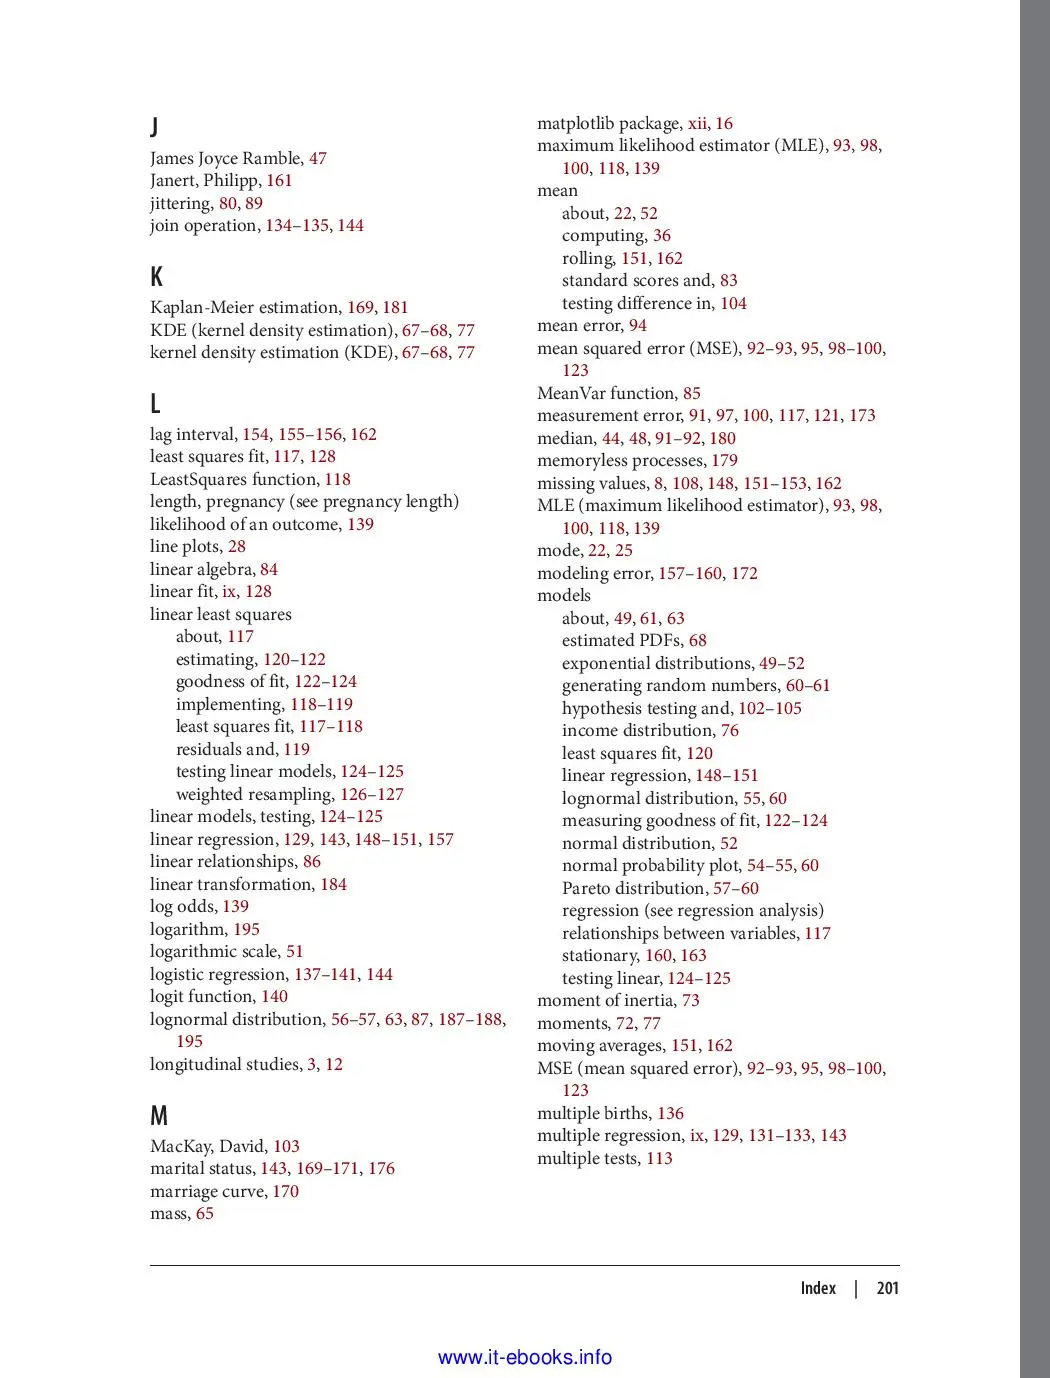 J
James Joyce Ramble, 47
Janert, Philipp, 161
jittering, 80, 89
join operation, 134–135, 144
K
Kaplan-Meier estimation, 169, 181
KDE (kernel density estimation), 67–68, 77
kernel density estimation (KDE), 67–68, 77
L
lag interval, 154, 155–156, 162
least squares fit, 117, 128
LeastSquares function, 118
length, pregnancy (see pregnancy length)
likelihood of an outcome, 139
line plots, 28
linear algebra, 84
linear fit, ix, 128
linear least squares
about, 117
estimating, 120–122
goodness of fit, 122–124
implementing, 118–119
least squares fit, 117–118
residuals and, 119
testing linear models, 124–125
weighted resampling, 126–127
linear models, testing, 124–125
linear regression, 129, 143, 148–151, 157
linear relationships, 86
linear transformation, 184
log odds, 139
logarithm, 195
logarithmic scale, 51
logistic regression, 137–141, 144
logit function, 140
lognormal distribution, 56–57, 63, 87, 187–188,
195
longitudinal studies, 3, 12
M
MacKay, David, 103
marital status, 143, 169–171, 176
marriage curve, 170
mass, 65
matplotlib package, xii, 16
maximum likelihood estimator (MLE), 93, 98,
100, 118, 139
mean
about, 22, 52
computing, 36
rolling, 151, 162
standard scores and, 83
testing difference in, 104
mean error, 94
mean squared error (MSE), 92–93, 95, 98–100,
123
MeanVar function, 85
measurement error, 91, 97, 100, 117, 121, 173
median, 44, 48, 91–92, 180
memoryless processes, 179
missing values, 8, 108, 148, 151–153, 162
MLE (maximum likelihood estimator), 93, 98,
100, 118, 139
mode, 22, 25
modeling error, 157–160, 172
models
about, 49, 61, 63
estimated PDFs, 68
exponential distributions, 49–52
generating random numbers, 60–61
hypothesis testing and, 102–105
income distribution, 76
least squares fit, 120
linear regression, 148–151
lognormal distribution, 55, 60
measuring goodness of fit, 122–124
normal distribution, 52
normal probability plot, 54–55, 60
Pareto distribution, 57–60
regression (see regression analysis)
relationships between variables, 117
stationary, 160, 163
testing linear, 124–125
moment of inertia, 73
moments, 72, 77
moving averages, 151, 162
MSE (mean squared error), 92–93, 95, 98–100,
123
multiple births, 136
multiple regression, ix, 129, 131–133, 143
multiple tests, 113
Index | 201
www.it-ebooks.info